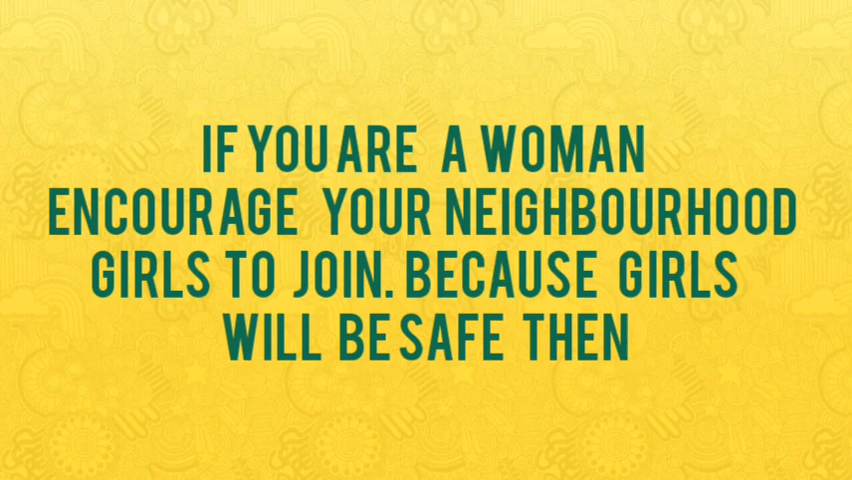 IF YOU ARE A WOMAN
ENCOURAGE YOUR NEIGHBOURHOOD
GIRLS TO JOIN. BECAUSE GIRLS
WILL BE SAFE THEN